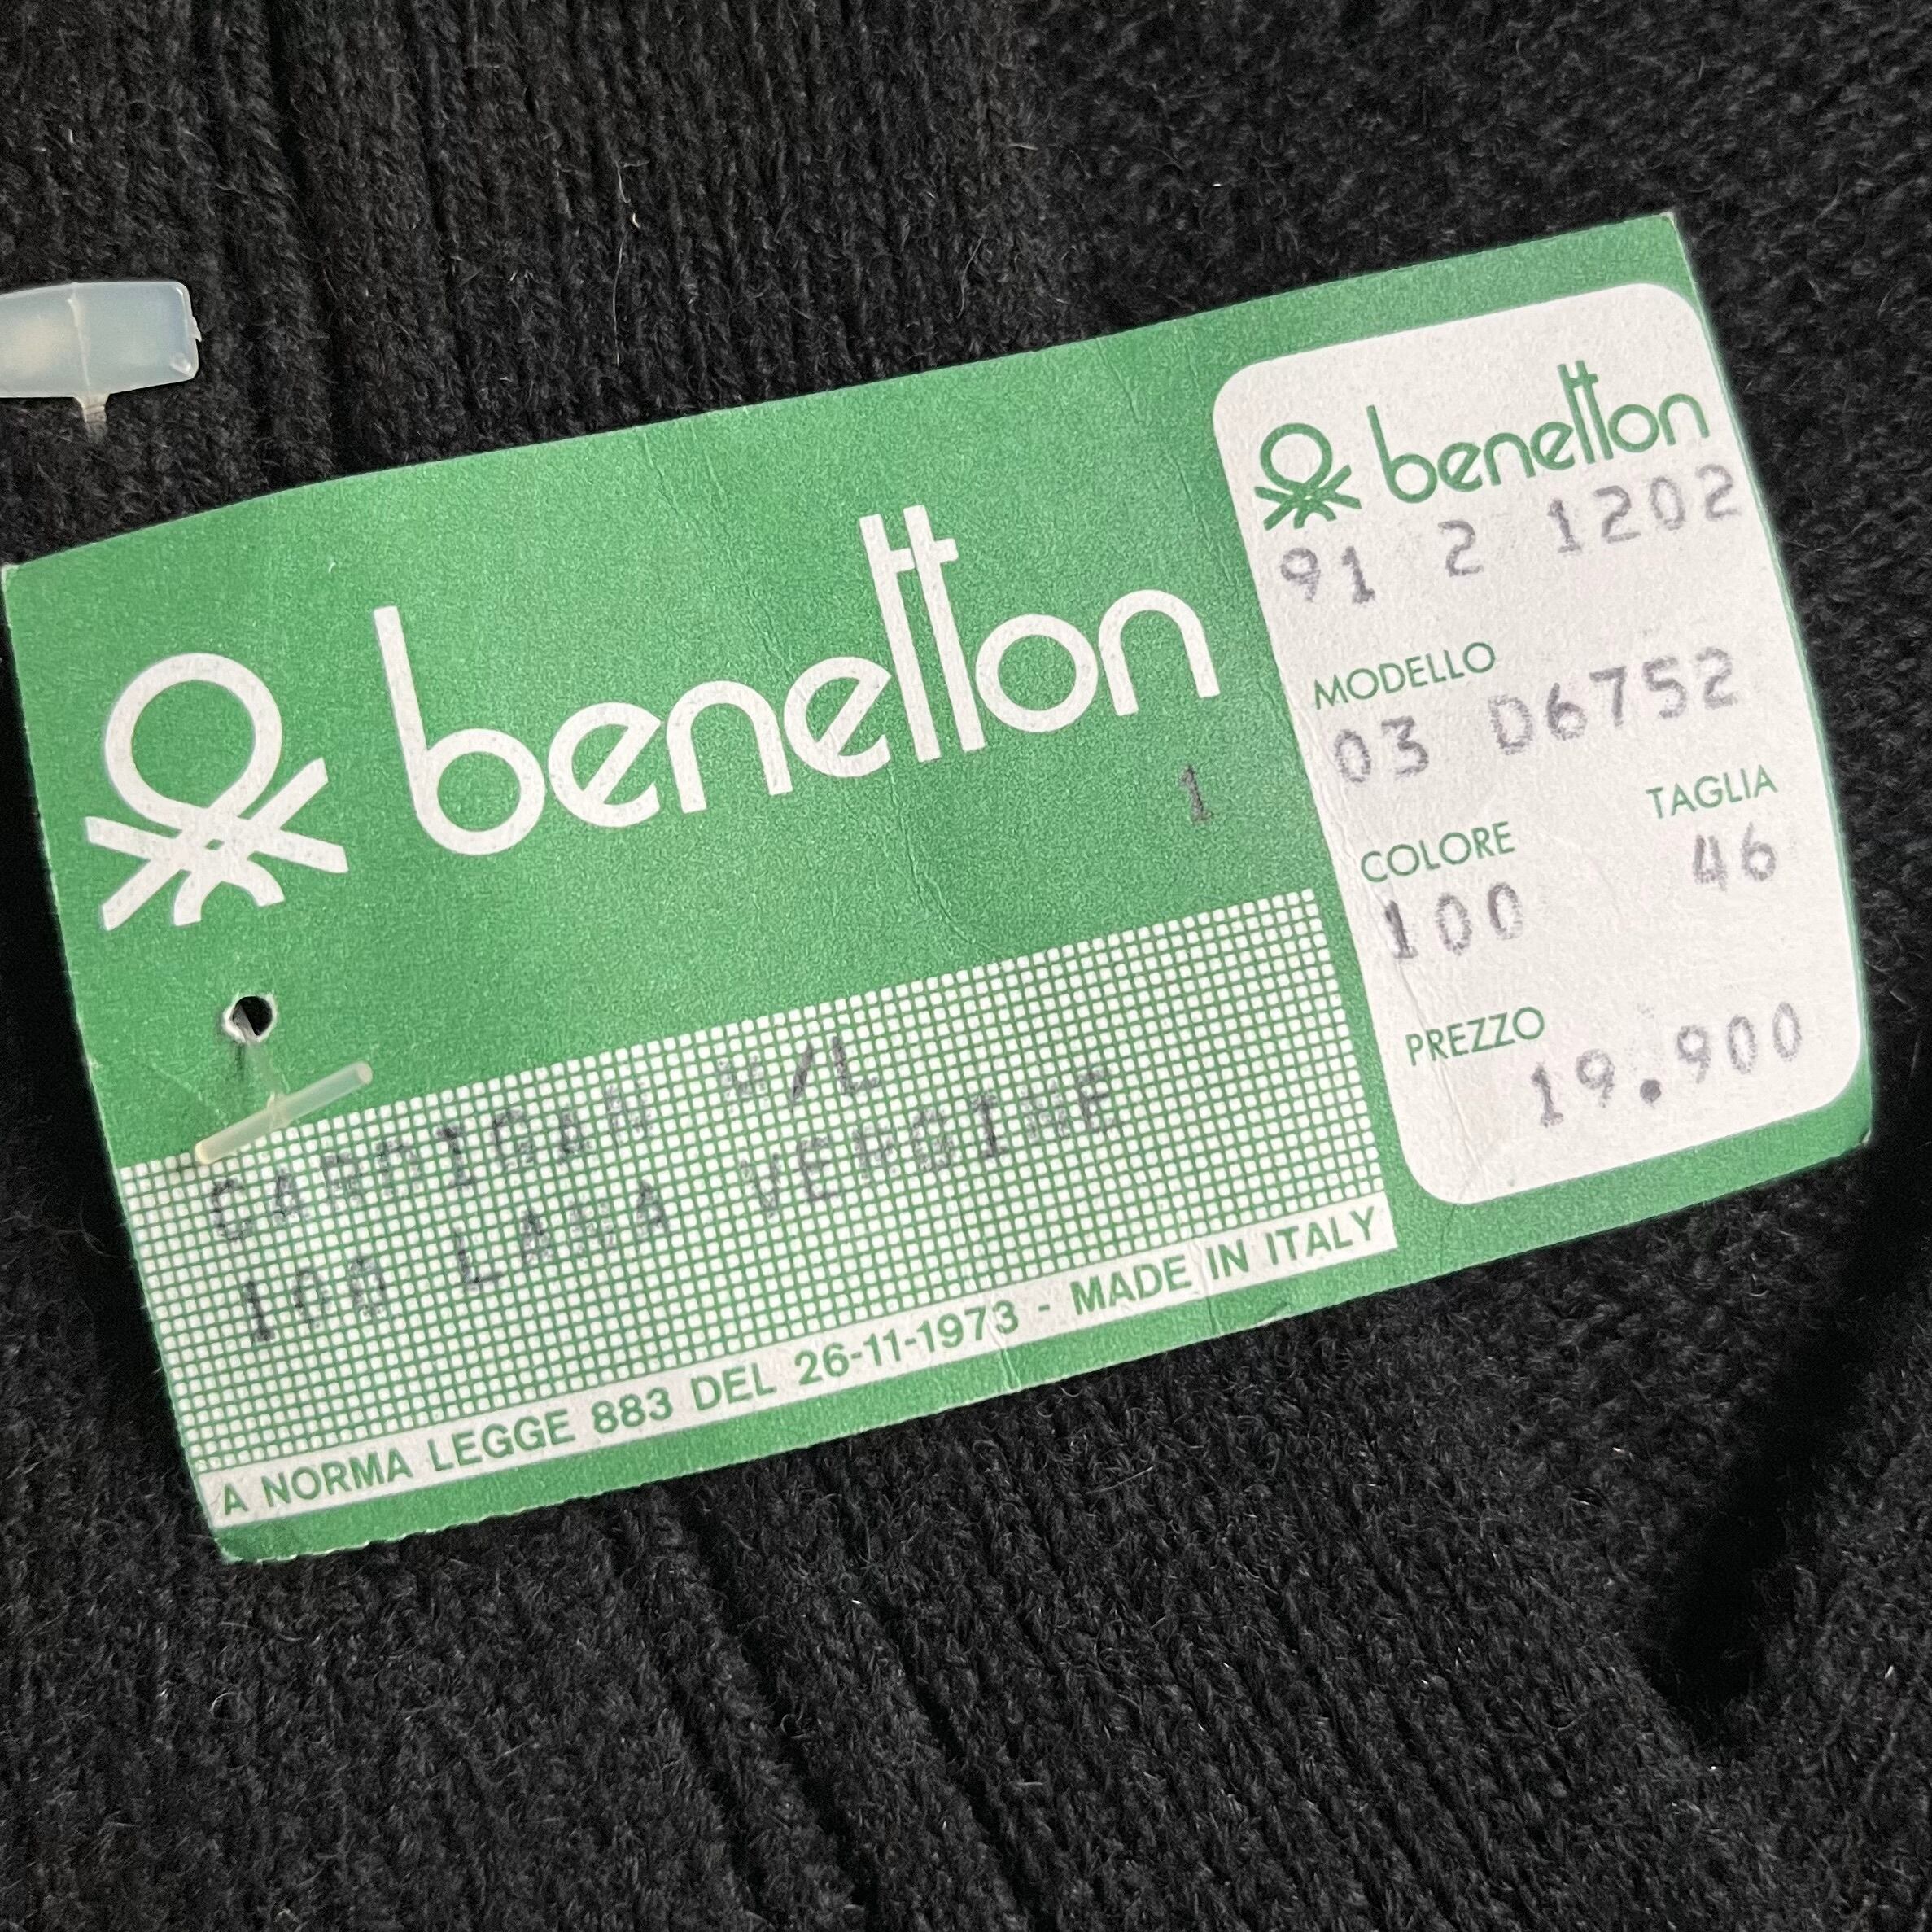 benetton
1
CARDIGAN M/L
100 LANA VERGINE
A NORMA LEGGE 883 DEL 26-11-1973 - MADE IN ITALY
benetton
91 2 1202
MODELLO
03 D6752
COLORE TAGLIA
100 46
PREZZO
19.900